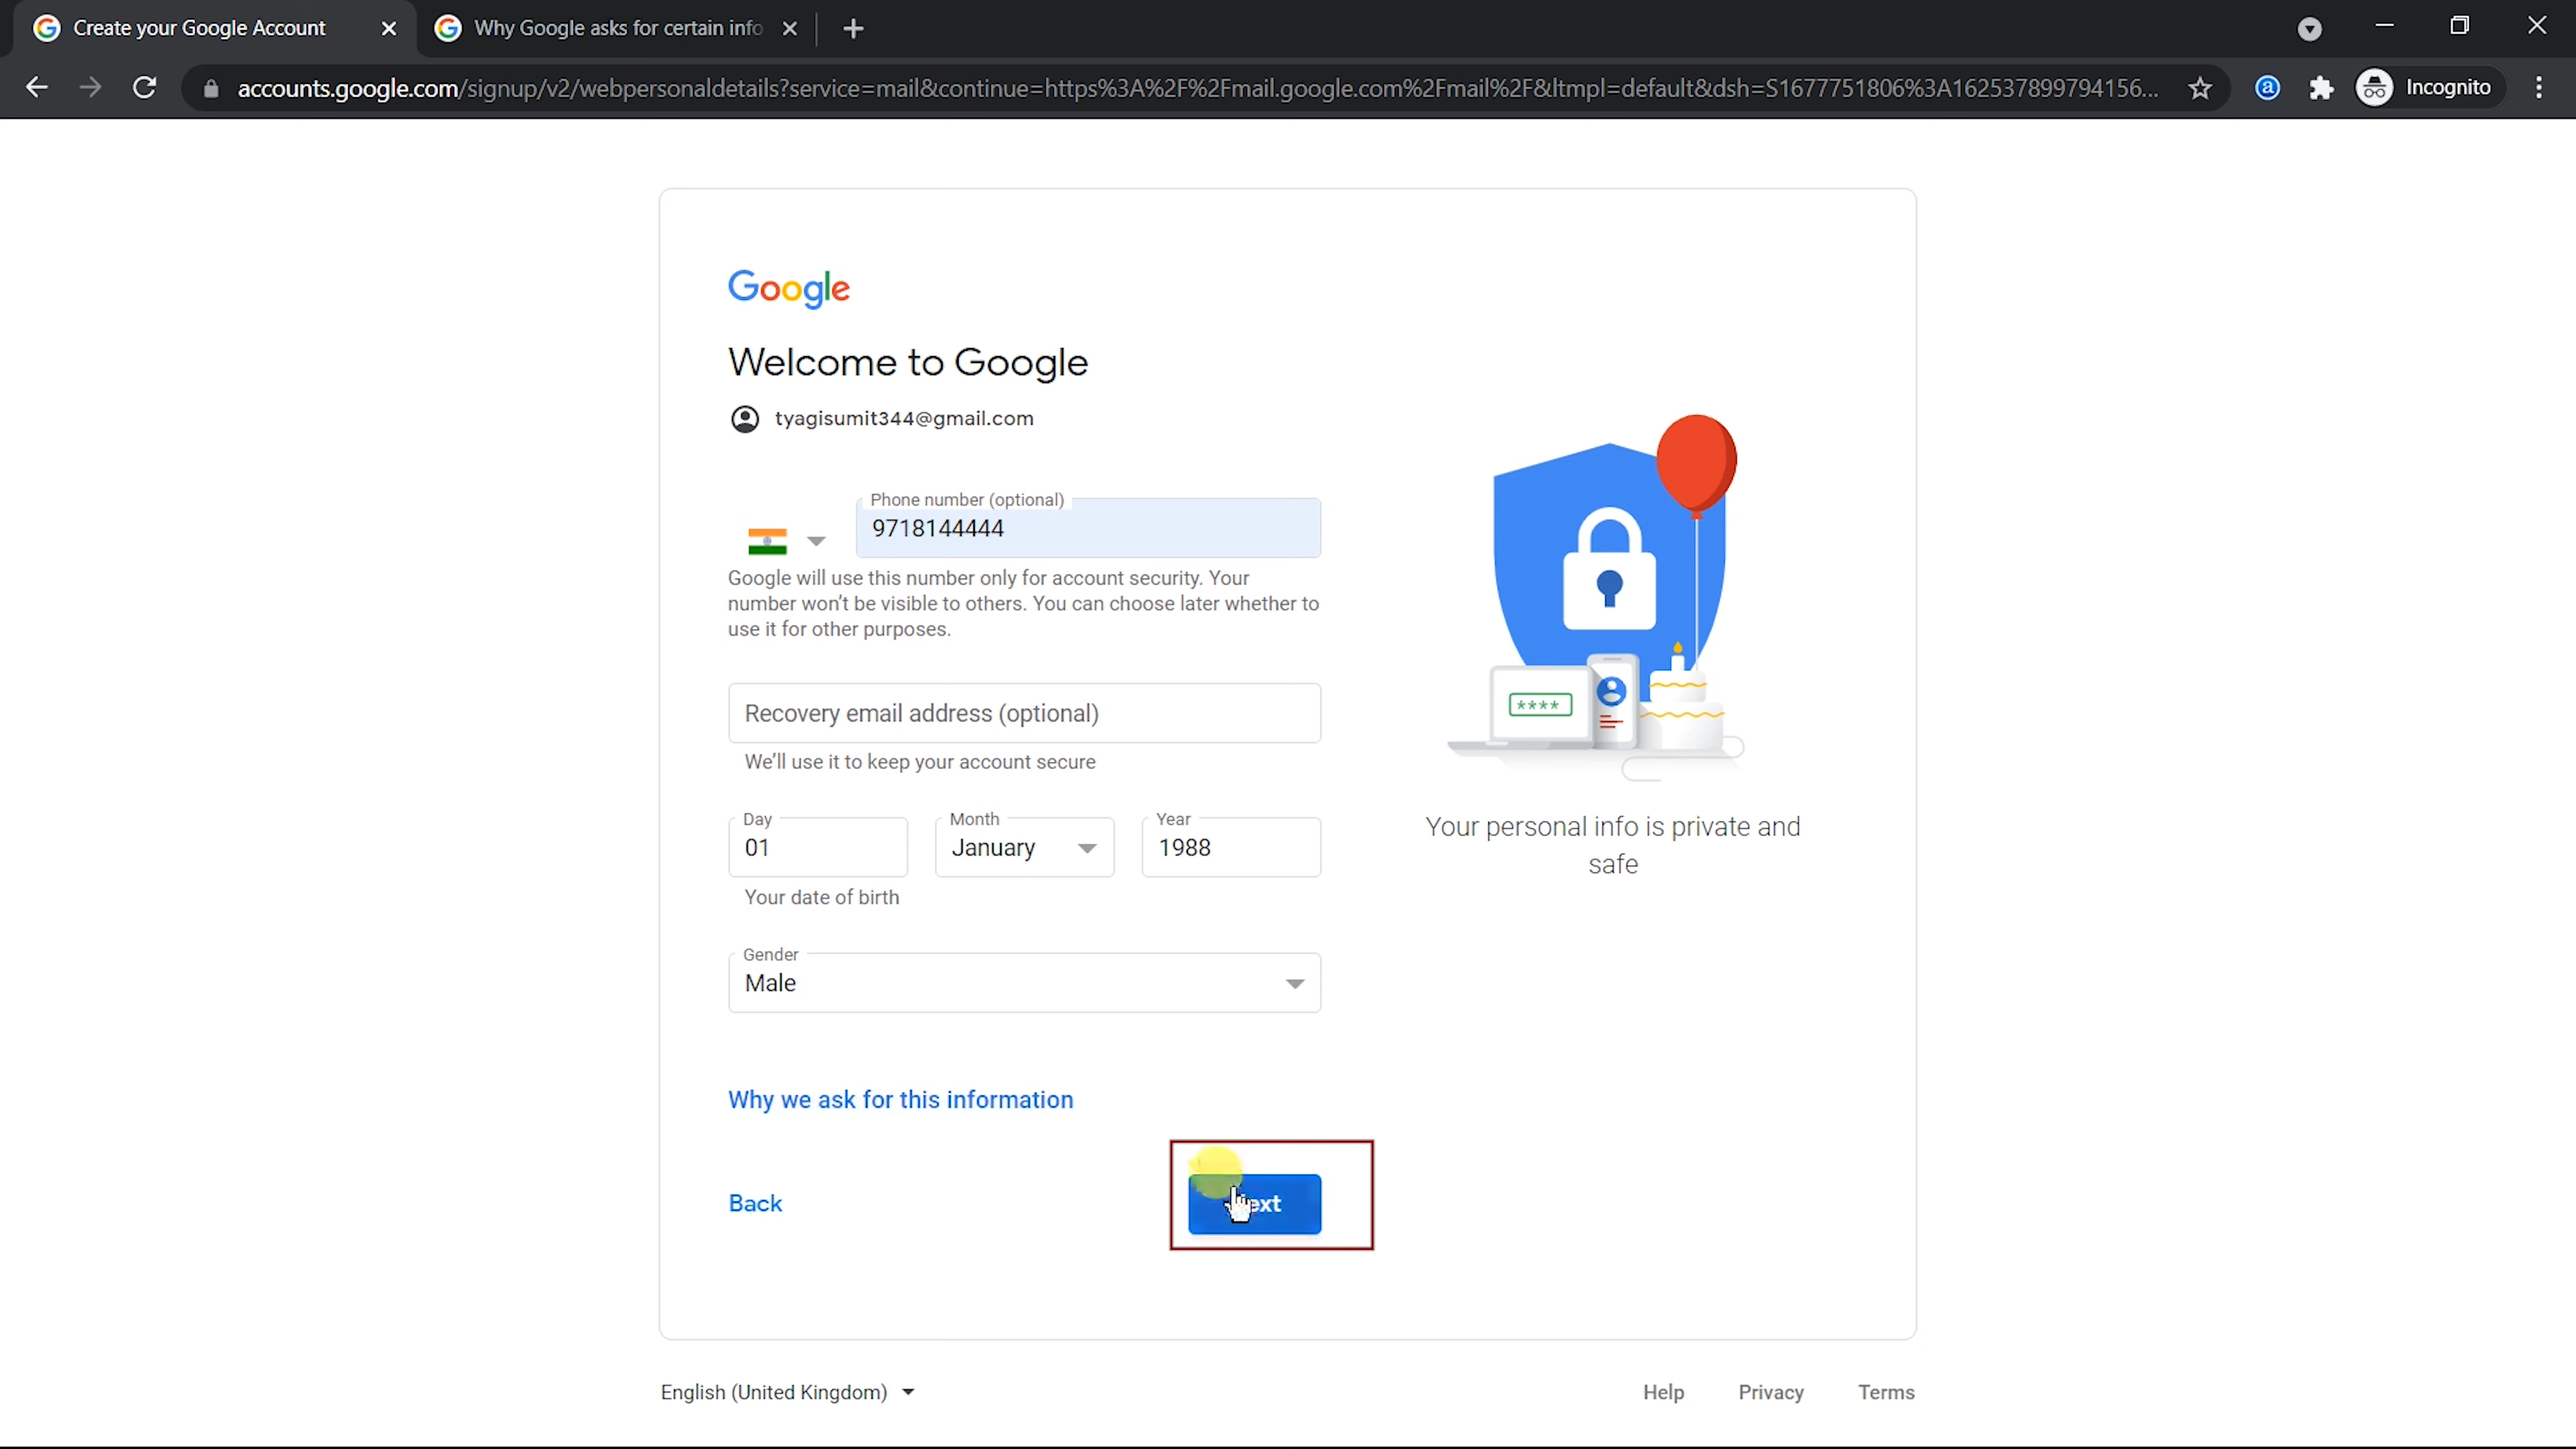 Create your Google Account
Why Google asks for certain info
accounts.google.com/signup/v2/webpersonaldetails?service=mail&continue=https%3A%2F%2Fmail.google.com%2Fmail%2F&ltmpl=default&dsh=S1677751806%3A162537899794156...
Incognito
Google
Welcome to Google
tyagisumit344@gmail.com
Phone number (optional)
9718144444
Google will use this number only for account security. Your
number won't be visible to others. You can choose later whether to
use it for other purposes.
Recovery email address (optional)
We'll use it to keep your account secure
Day
Month
Year
01
January
1988
Your date of birth
Gender
Male
****
Your personal info is private and
safe
Why we ask for this information
Back
Next
English (United Kingdom)
Help
Privacy
Terms